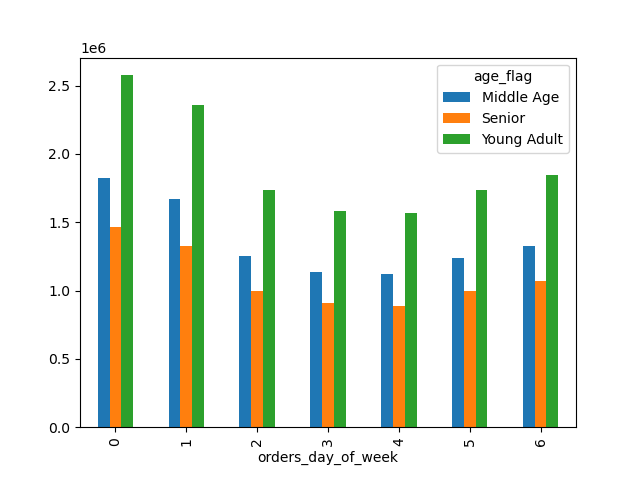 1e6
2.5
2.0
1.5
1.0
0.5
0.0
age_flag
Middle Age
Senior
Young Adult
0 1 2 3 4 5 6
orders_day_of_week